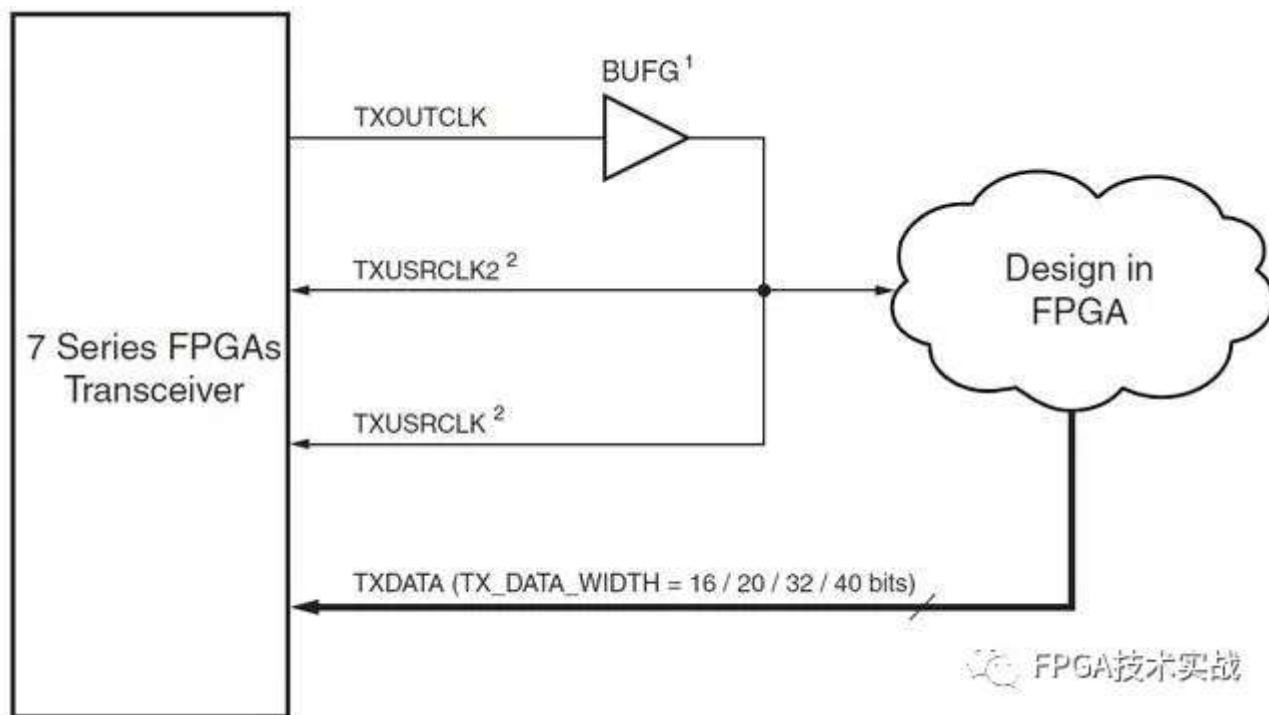 BUFG 1
TXOUTCLK
TXUSRCLK2 2
Design in
FPGA
7 Series FPGAs
Transceiver
TXUSRCLK 2
TXDATA (TX_DATA_WIDTH = 16 / 20 / 32 / 40 bits)
FPGA技术实战